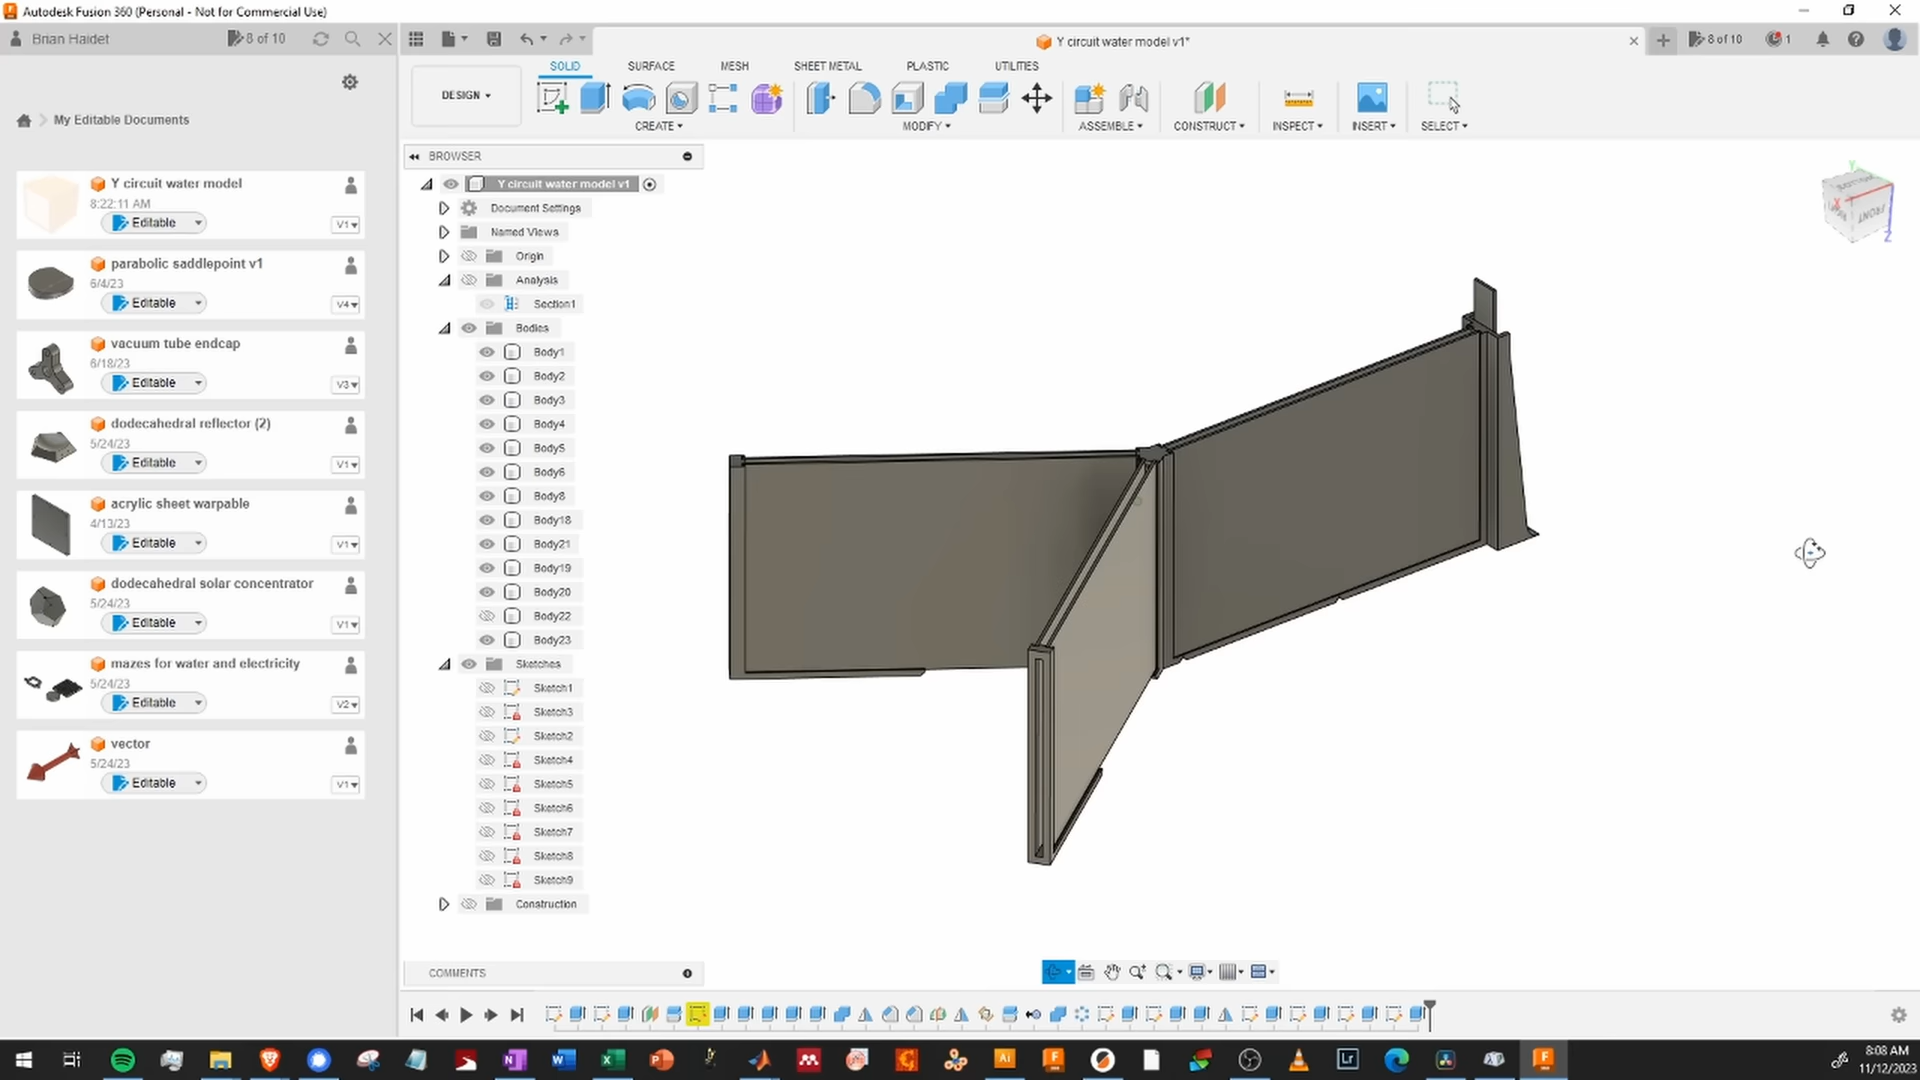 Autodesk Fusion 360 (Personal - Not for Commercial Use)
Brian Haidet
8 of 10
Y circuit water model v1*
8 of 10
1
SOLID
SURFACE
MESH
SHEET METAL
PLASTIC
UTILITIES
DESIGN
CREATE
MODIFY
ASSEMBLE
CONSTRUCT
INSPECT
INSERT
SELECT
My Editable Documents
Y circuit water model
8:22:11 AM
Editable
V1
parabolic saddlepoint v1
6/4/23
Editable
V4
vacuum tube endcap
6/18/23
Editable
V3
dodecahedral reflector (2)
5/24/23
Editable
V1
acrylic sheet warpable
4/13/23
Editable
V1
dodecahedral solar concentrator
5/24/23
Editable
V1
mazes for water and electricity
5/24/23
Editable
V2
vector
5/24/23
Editable
V1
BROWSER
Y circuit water model v1
Document Settings
Named Views
Origin
Analysis
Section1
Bodies
Body1
Body2
Body3
Body4
Body5
Body6
Body8
Body18
Body21
Body19
Body20
Body22
Body23
Sketches
Sketch1
Sketch3
Sketch2
Sketch4
Sketch5
Sketch6
Sketch7
Sketch8
Sketch9
Construction
COMMENTS
Y
BOTTOM
X
FRONT
Z
N
W
X
P
Ai
F
Lr
F
8:08 AM
11/12/2023